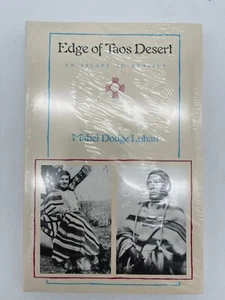 Edge of Taos Desert
AN ESCAPE TO REALITY
Mabel Dodge Luhan